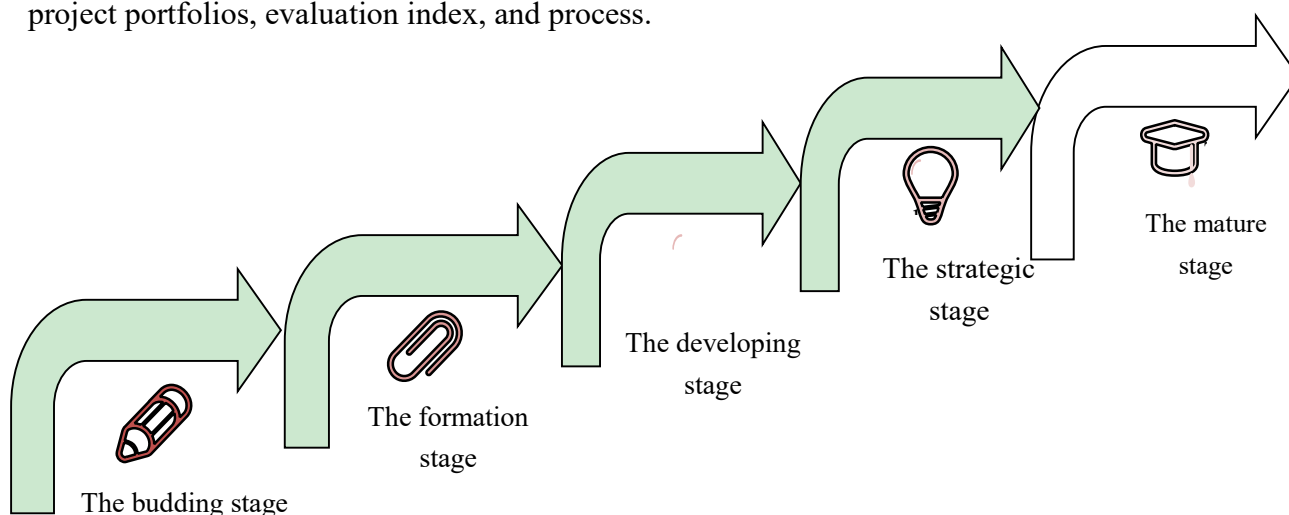 project portfolios, evaluation index, and process.
The mature
stage
The strategic
stage
The developing
stage
The formation
stage
The budding stage